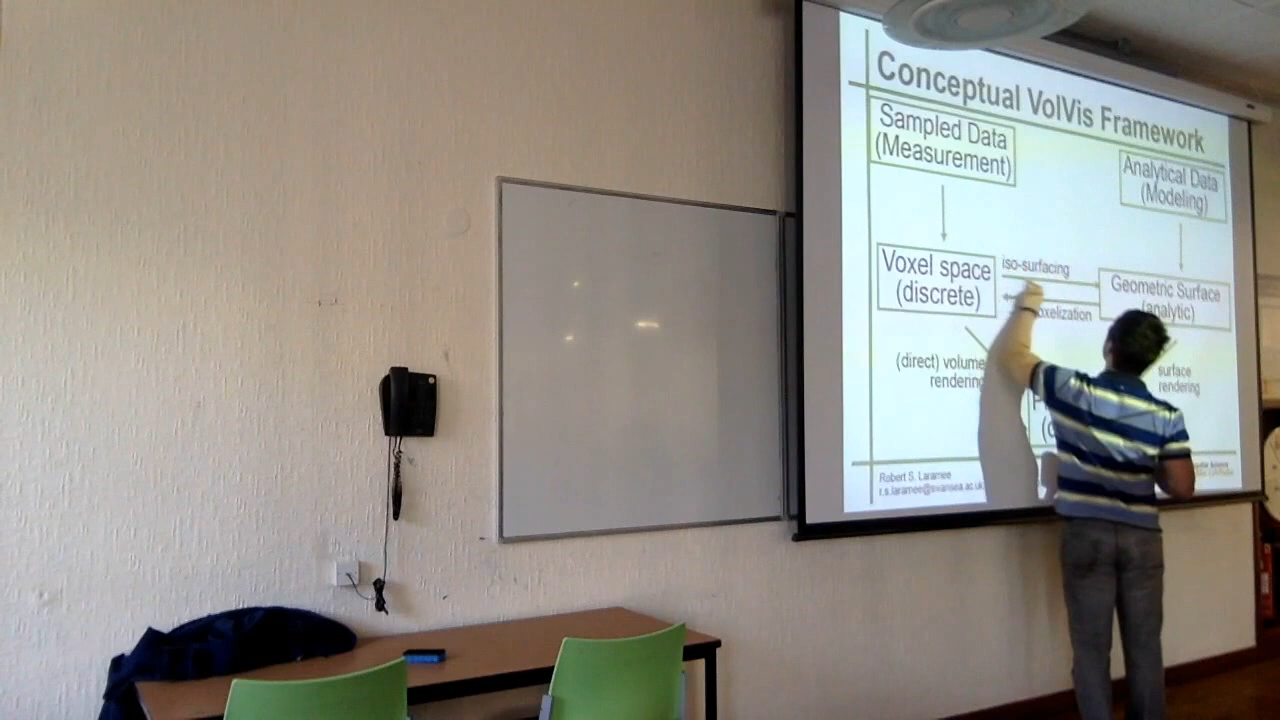 Conceptual VolVis Framework
Sampled Data
(Measurement)
Analytical Data
(Modeling)
Voxel space
(discrete)
iso-surfacing
Geometric Surface
(analytic)
(direct) volume
rendering
surface
rendering
Robert S. Laramee
r.s.laramee@swansea.ac.uk